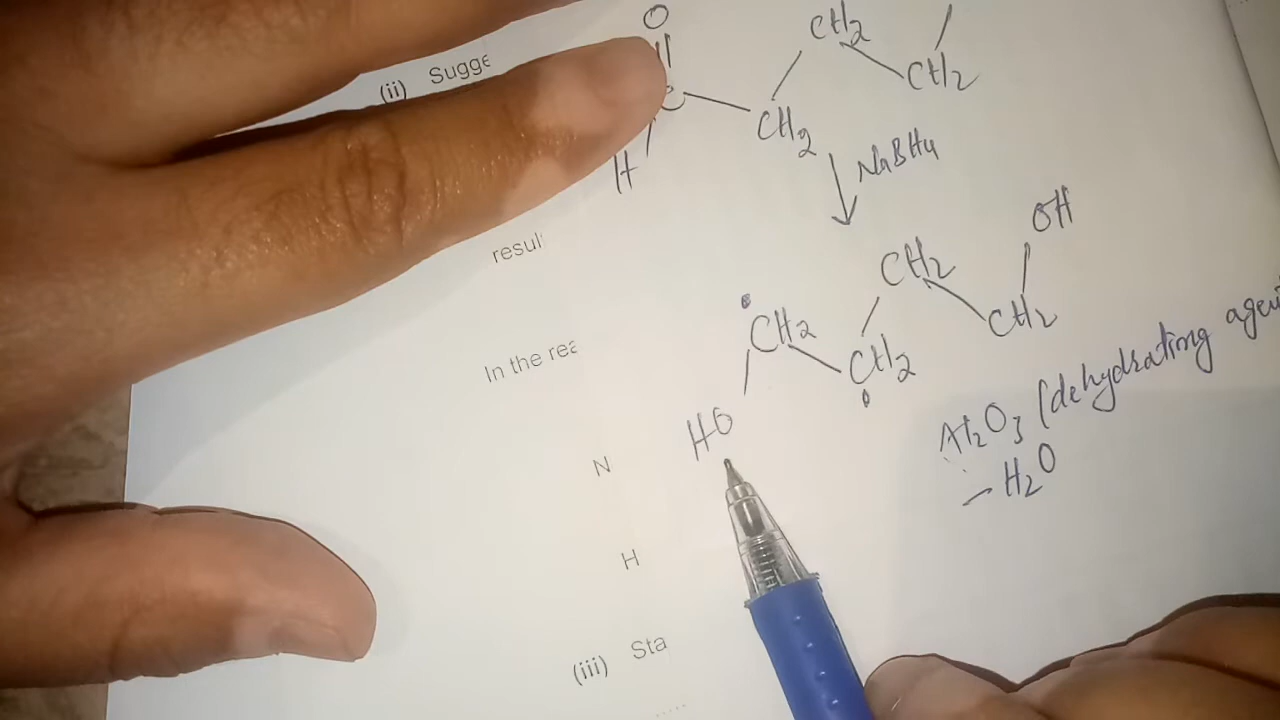 O
CH2
(ii) Sugge
C
CH2
CH2
H
NaBH4
OH
resul
CH2
CH2
CH2
In the rea
CH2
HO
Al2O3 (dehydrating agen
N
– H2O
H
(iii) Sta
.....